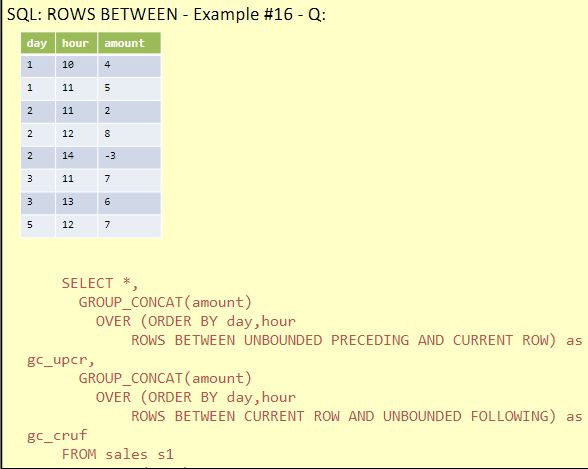 SQL: ROWS BETWEEN - Example #16 - Q:
day hour amount
1 10 4
1 11 5
2 11 2
2 12 8
2 14 -3
3 11 7
3 13 6
5 12 7
SELECT *,
GROUP_CONCAT(amount)
OVER (ORDER BY day,hour
ROWS BETWEEN UNBOUNDED PRECEDING AND CURRENT ROW) as
gc_upcr,
GROUP_CONCAT(amount)
OVER (ORDER BY day,hour
ROWS BETWEEN CURRENT ROW AND UNBOUNDED FOLLOWING) as
gc_cruf
FROM sales s1